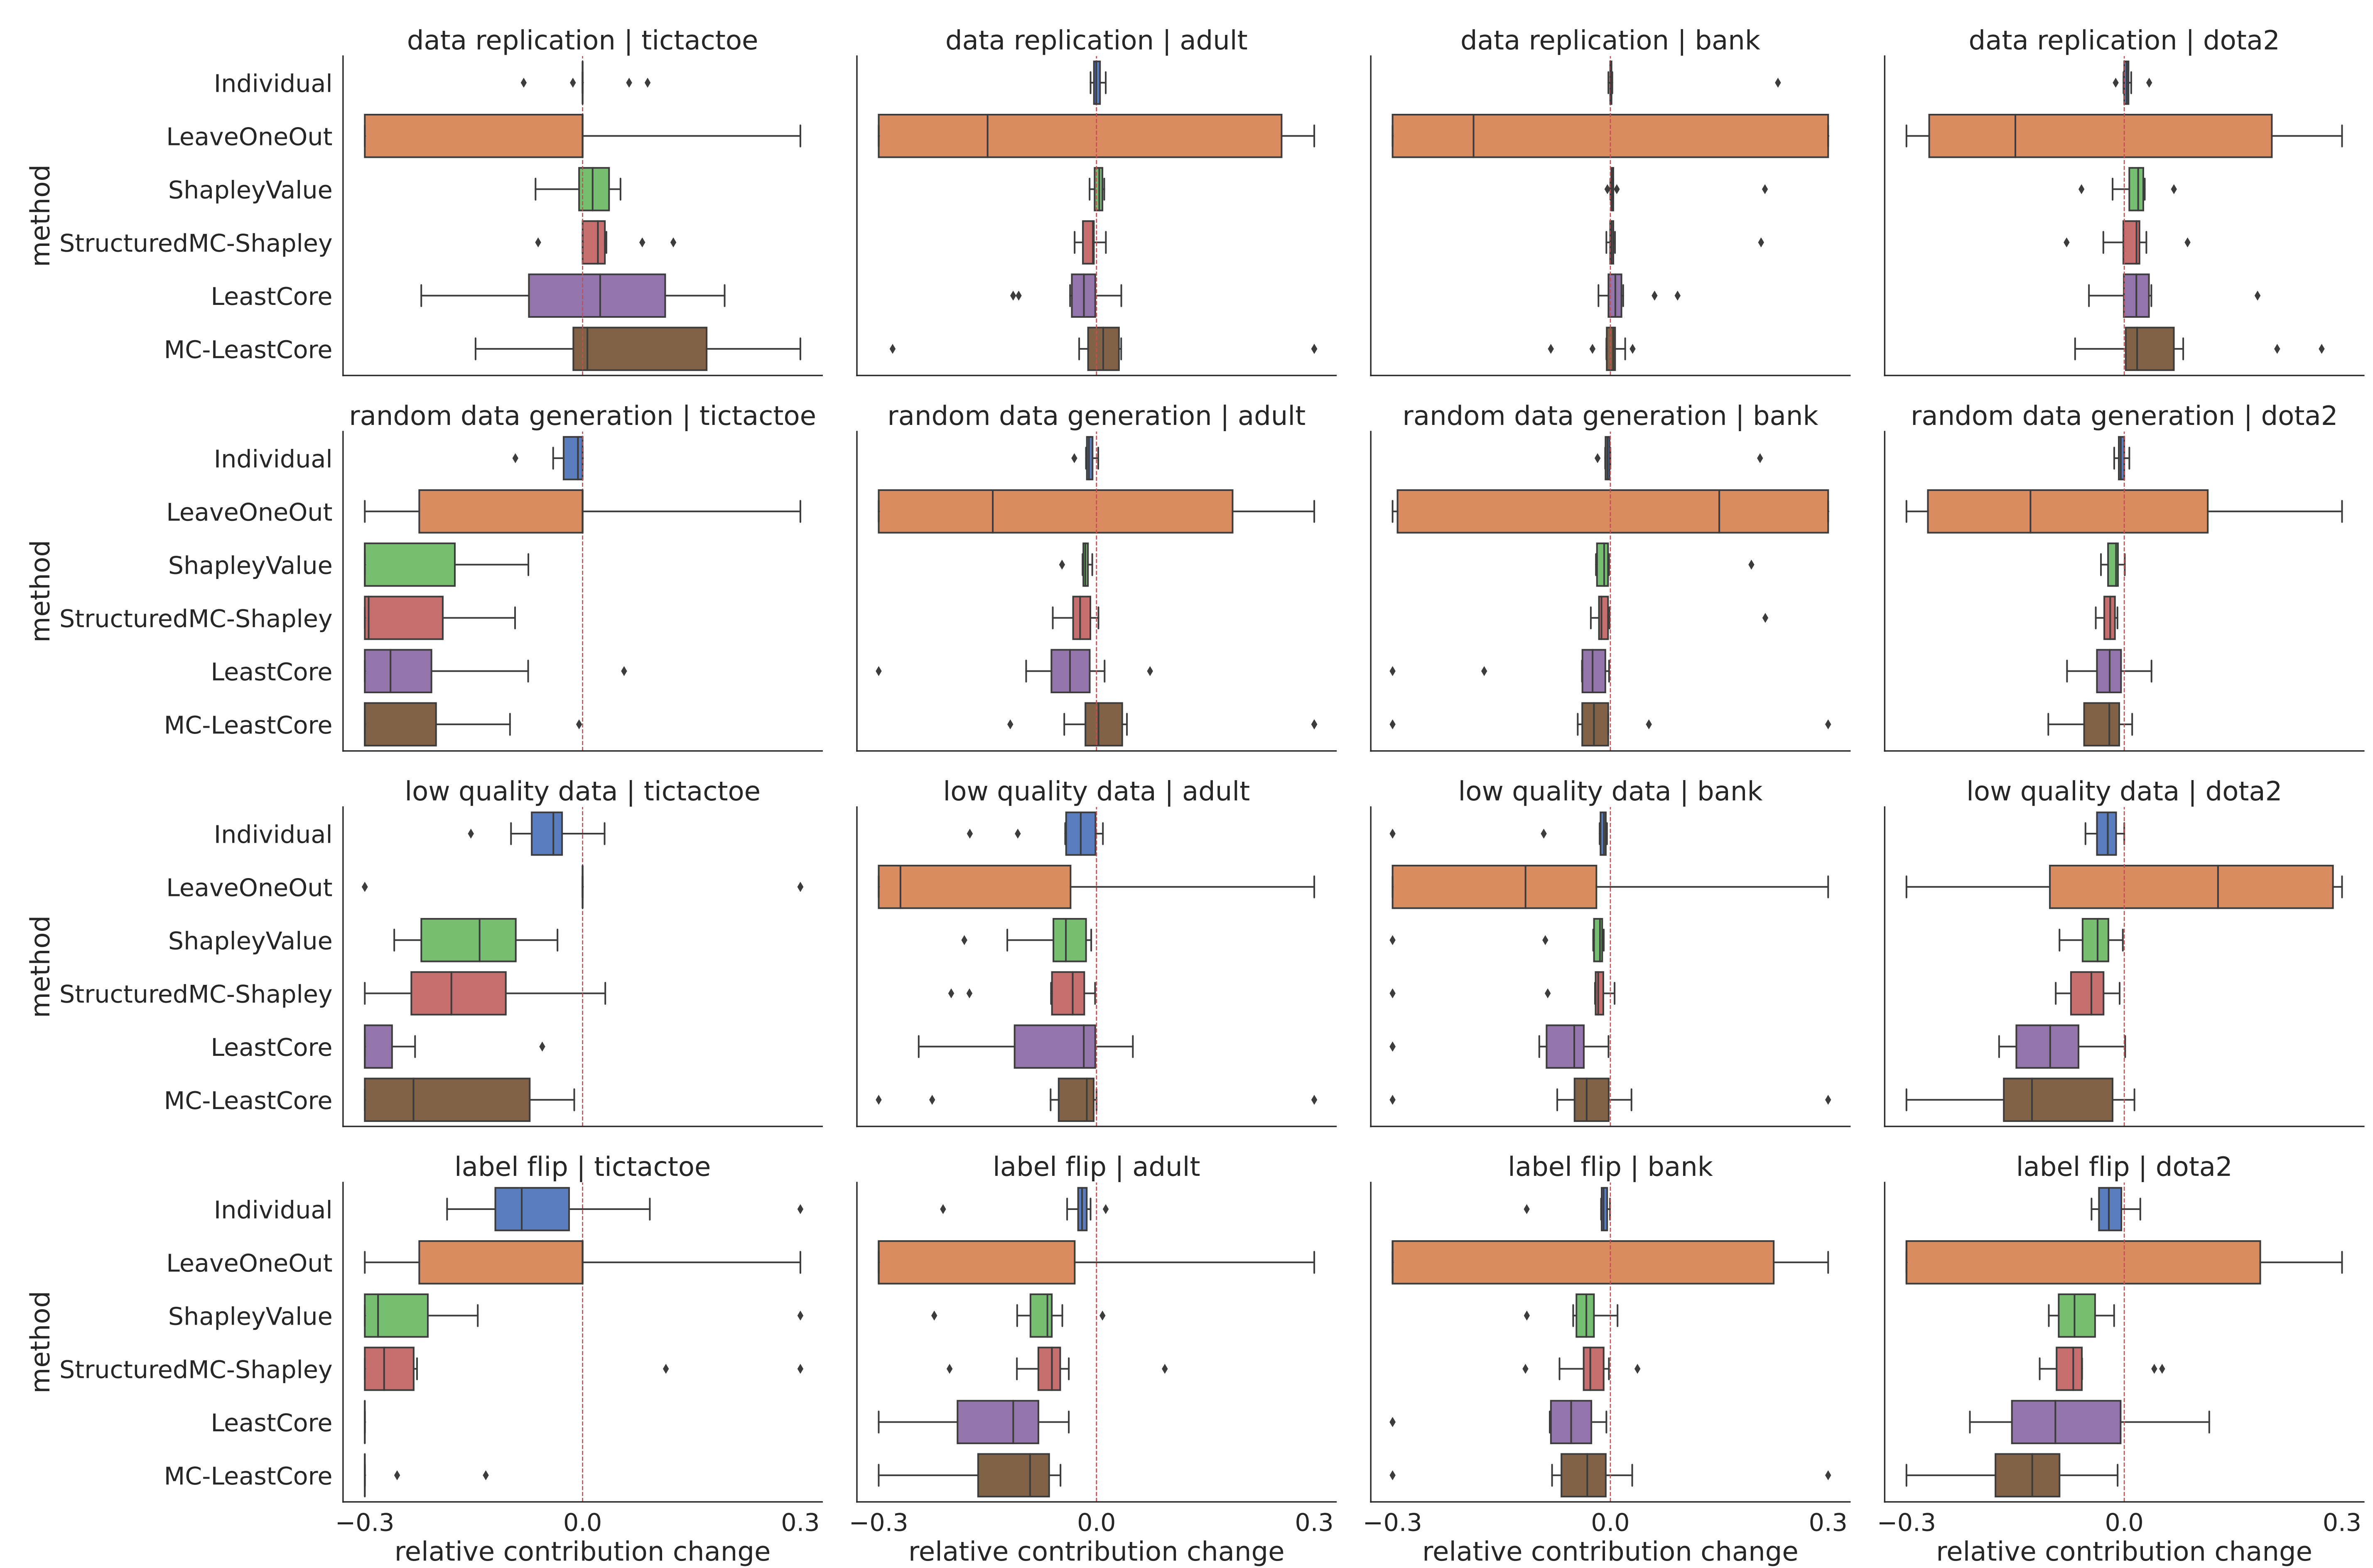 data replication | tictactoe
data replication | adult
data replication | bank
data replication | dota2
method
Individual
LeaveOneOut
ShapleyValue
StructuredMC-Shapley
LeastCore
MC-LeastCore
random data generation | tictactoe
random data generation | adult
random data generation | bank
random data generation | dota2
method
Individual
LeaveOneOut
ShapleyValue
StructuredMC-Shapley
LeastCore
MC-LeastCore
low quality data | tictactoe
low quality data | adult
low quality data | bank
low quality data | dota2
method
Individual
LeaveOneOut
ShapleyValue
StructuredMC-Shapley
LeastCore
MC-LeastCore
label flip | tictactoe
label flip | adult
label flip | bank
label flip | dota2
method
Individual
LeaveOneOut
ShapleyValue
StructuredMC-Shapley
LeastCore
MC-LeastCore
−0.3 0.0 0.3
−0.3 0.0 0.3
−0.3 0.0 0.3
−0.3 0.0 0.3
relative contribution change
relative contribution change
relative contribution change
relative contribution change